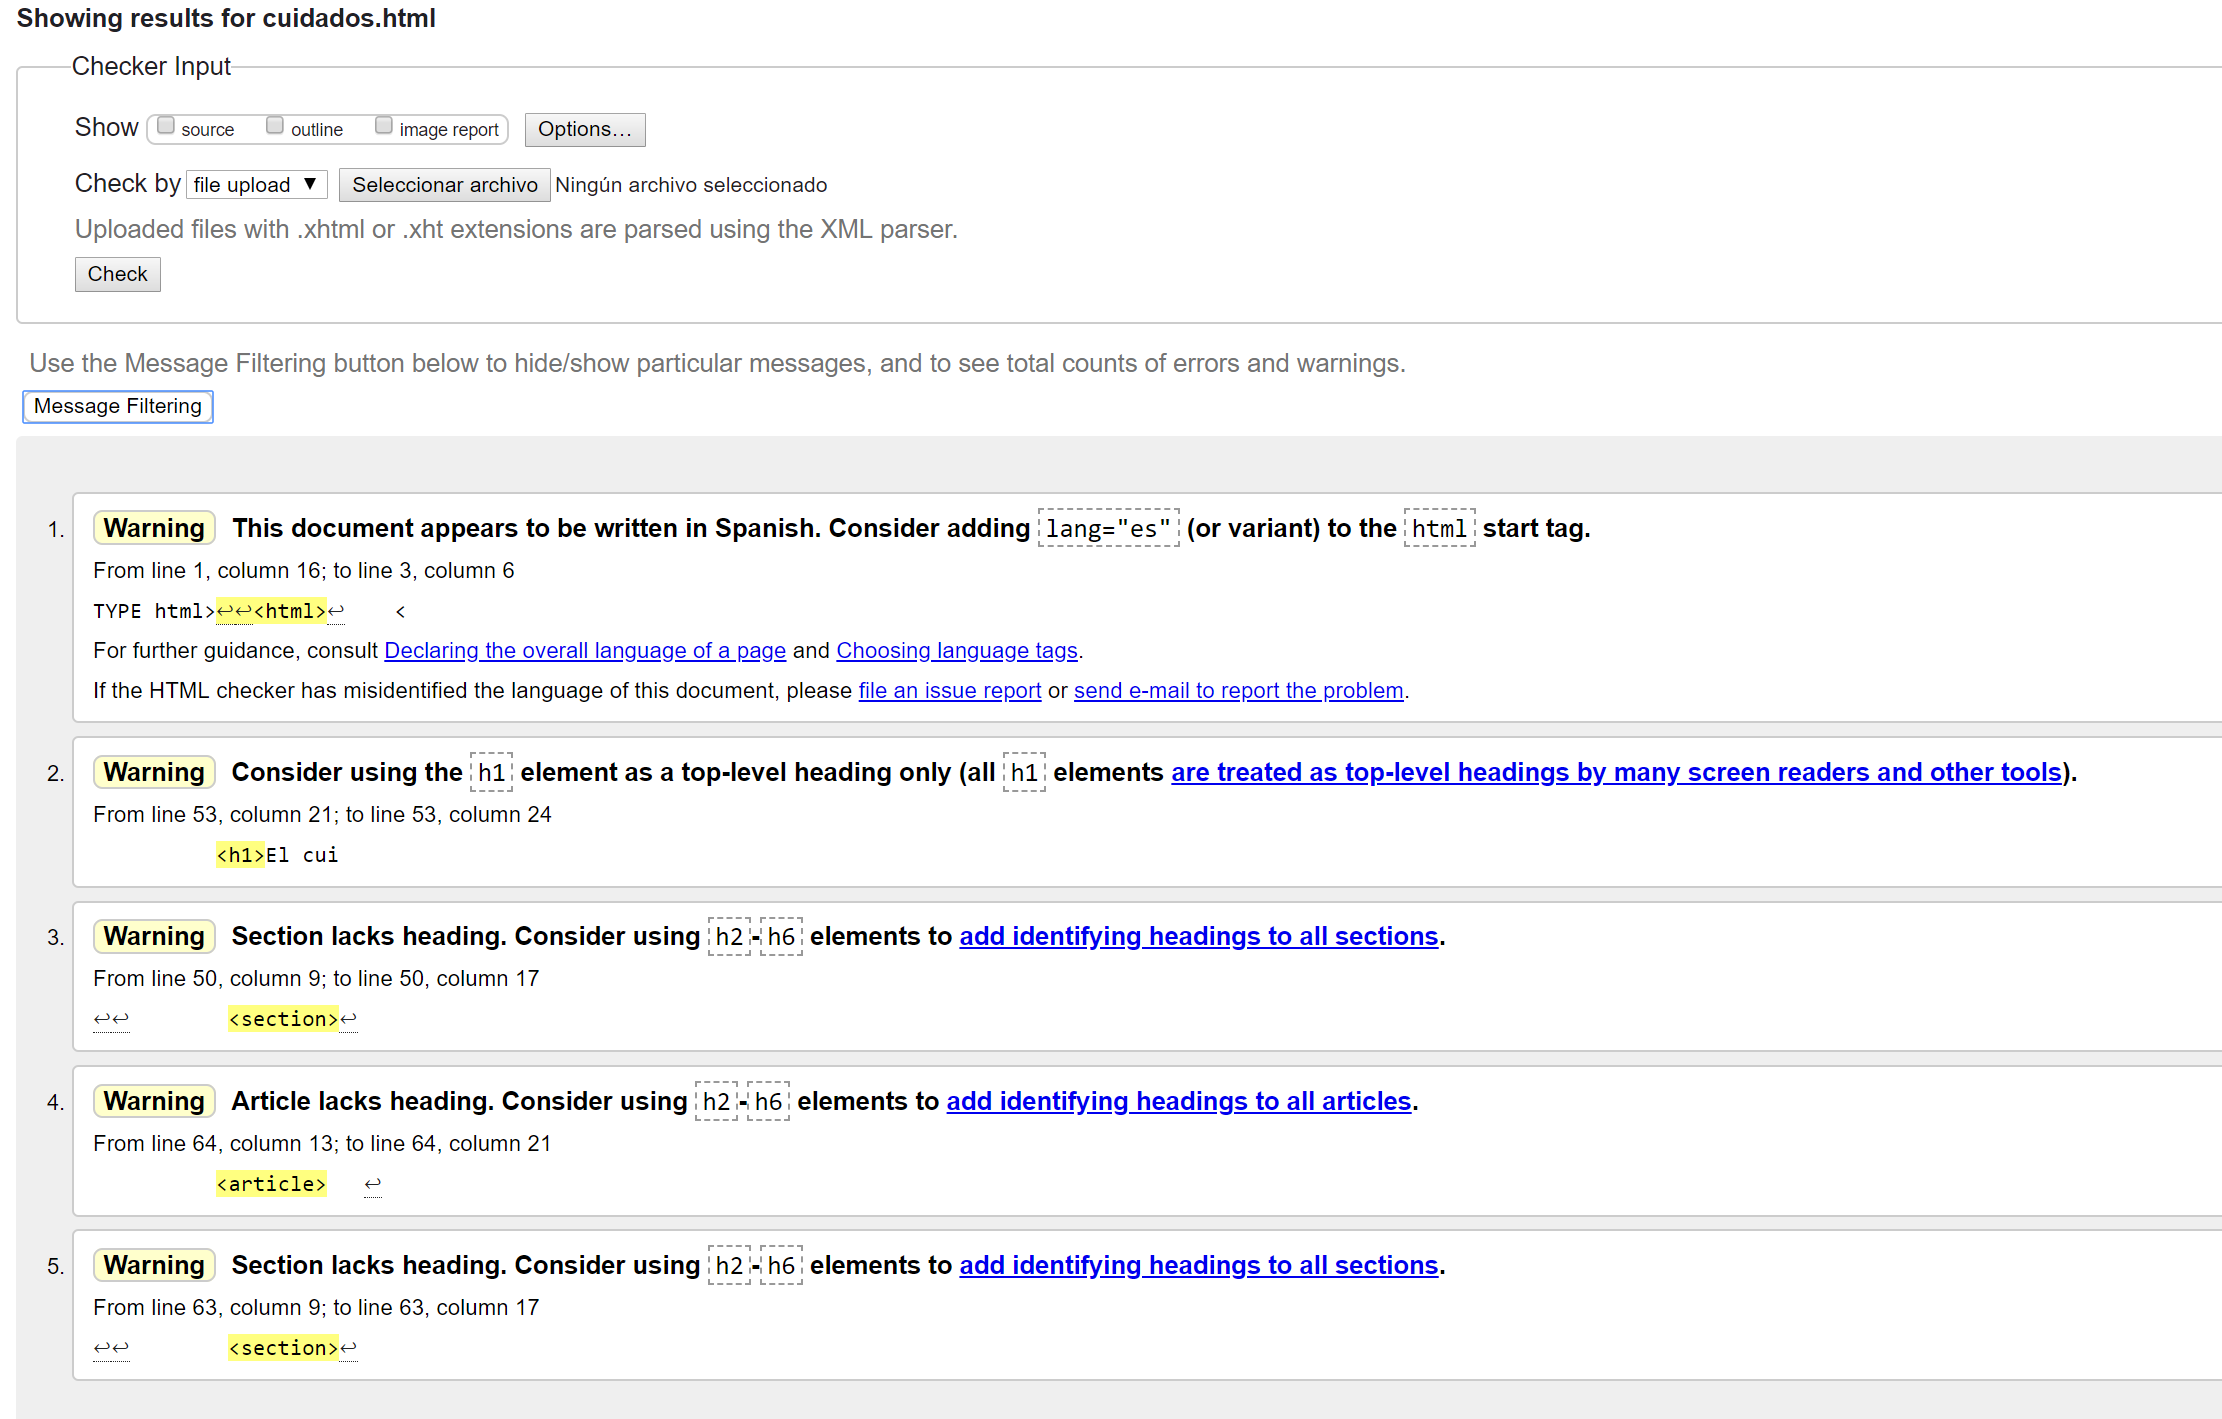 Showing results for cuidados.html
Checker Input
Show source outline image report Options...
Check by file upload ▼ Seleccionar archivo Ningún archivo seleccionado
Uploaded files with .xhtml or .xht extensions are parsed using the XML parser.
Check
Use the Message Filtering button below to hide/show particular messages, and to see total counts of errors and warnings.
Message Filtering
1. Warning This document appears to be written in Spanish. Consider adding lang="es" (or variant) to the html start tag.
From line 1, column 16; to line 3, column 6
TYPE html>↩↩<html>↩ <
For further guidance, consult Declaring the overall language of a page and Choosing language tags.
If the HTML checker has misidentified the language of this document, please file an issue report or send e-mail to report the problem.
2. Warning Consider using the h1 element as a top-level heading only (all h1 elements are treated as top-level headings by many screen readers and other tools).
From line 53, column 21; to line 53, column 24
<h1>El cui
3. Warning Section lacks heading. Consider using h2-h6 elements to add identifying headings to all sections.
From line 50, column 9; to line 50, column 17
↩↩ <section>↩
4. Warning Article lacks heading. Consider using h2-h6 elements to add identifying headings to all articles.
From line 64, column 13; to line 64, column 21
<article> ↩
5. Warning Section lacks heading. Consider using h2-h6 elements to add identifying headings to all sections.
From line 63, column 9; to line 63, column 17
↩↩ <section>↩